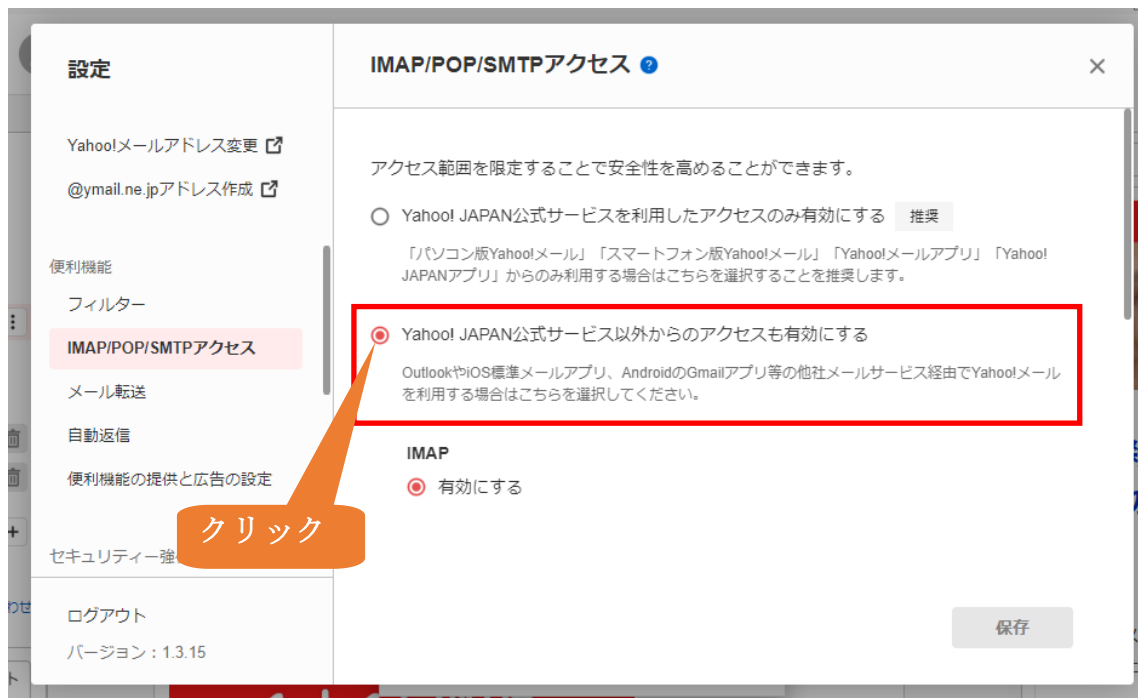 設定
Yahoo!メールアドレス変更
@ymail.ne.jpアドレス作成
便利機能
フィルター
IMAP/POP/SMTPアクセス
メール転送
自動返信
便利機能の提供と広告の設定
セキュリティー強
ログアウト
バージョン：1.3.15
IMAP/POP/SMTPアクセス ?
アクセス範囲を限定することで安全性を高めることができます。
Yahoo! JAPAN公式サービスを利用したアクセスのみ有効にする 推奨
「パソコン版Yahoo!メール」「スマートフォン版Yahoo!メール」「Yahoo!メールアプリ」「Yahoo!
JAPANアプリ」からのみ利用する場合はこちらを選択することを推奨します。
Yahoo! JAPAN公式サービス以外からのアクセスも有効にする
OutlookやiOS標準メールアプリ、AndroidのGmailアプリ等の他社メールサービス経由でYahoo!メール
を利用する場合はこちらを選択してください。
IMAP
有効にする
クリック
保存
わせ
ト